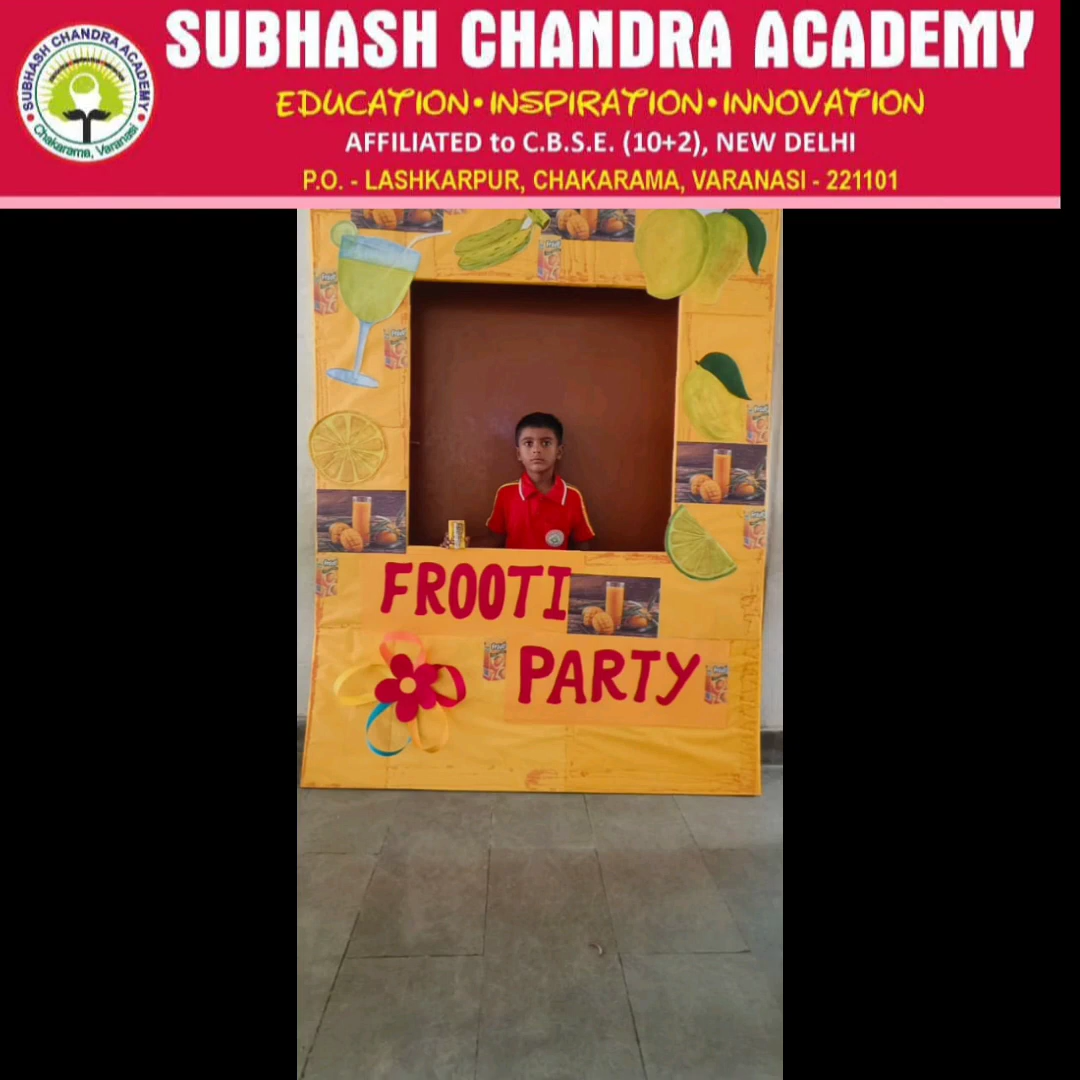 SUBHASH CHANDRA ACADEMY
SUBHASH CHANDRA ACADEMY
Chakarama, Varanasi
EDUCATION•INSPIRATION•INNOVATION
AFFILIATED to C.B.S.E. (10+2), NEW DELHI
P.O. - LASHKARPUR, CHAKARAMA, VARANASI - 221101
FROOTI
PARTY